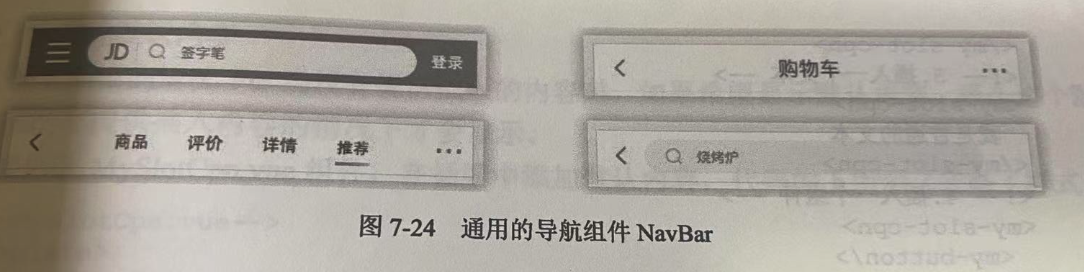 JD 签字笔 登录
购物车 ...
商品 评价 详情 推荐 ...
烧烤炉
图 7-24 通用的导航组件 NavBar